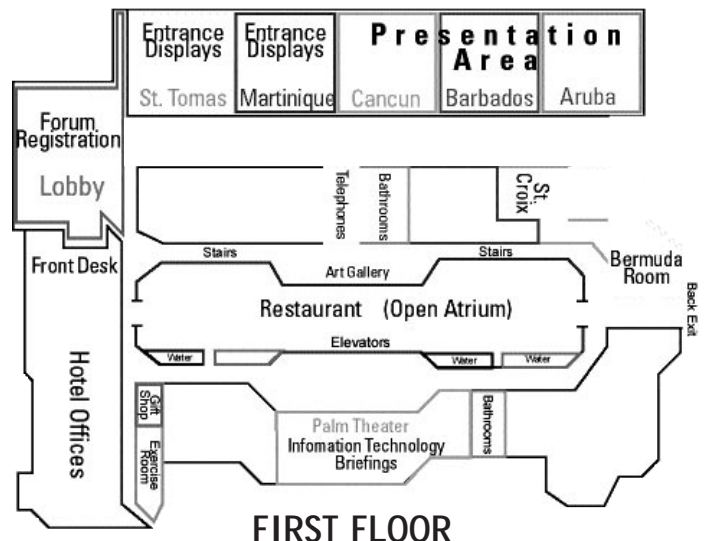 Entrance Displays
St. Tomas
Entrance Displays
Martinique
Presentation Area
Cancun
Barbados
Aruba
Forum
Registration
Lobby
Telephones
Bathrooms
St. Croix
Stairs
Stairs
Front Desk
Art Gallery
Bermuda
Room
Restaurant (Open Atrium)
Back Exit
Elevators
Water
Water
Water
Hotel Offices
Gift Shop
Exercise Room
Palm Theater
Infomation Technology
Briefings
Bathrooms
FIRST FLOOR